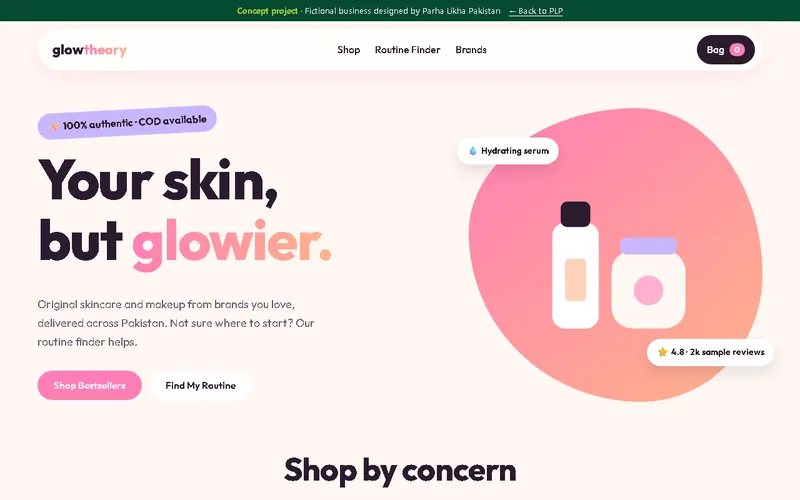 Concept project · Fictional business designed by Parha Likha Pakistan ← Back to PLP
glowtheory
Shop Routine Finder Brands
Bag 0
✨ 100% authentic · COD available
Your skin,
but glowier.
Original skincare and makeup from brands you love,
delivered across Pakistan. Not sure where to start? Our
routine finder helps.
Shop Bestsellers Find My Routine
💧 Hydrating serum
⭐ 4.8 · 2k sample reviews
Shop by concern